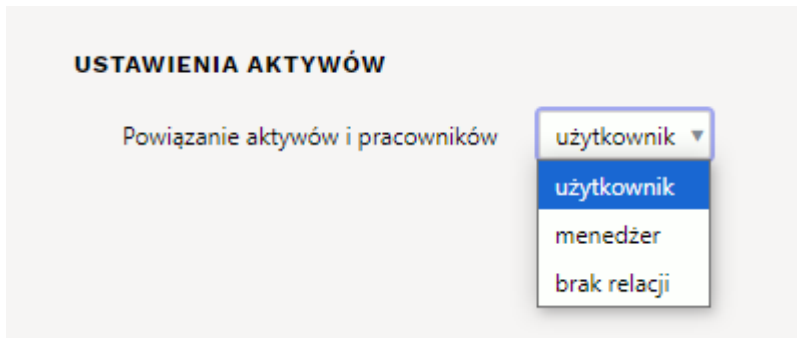 USTAWIENIA AKTYWÓW
Powiązanie aktywów i pracowników użytkownik
użytkownik
menedżer
brak relacji